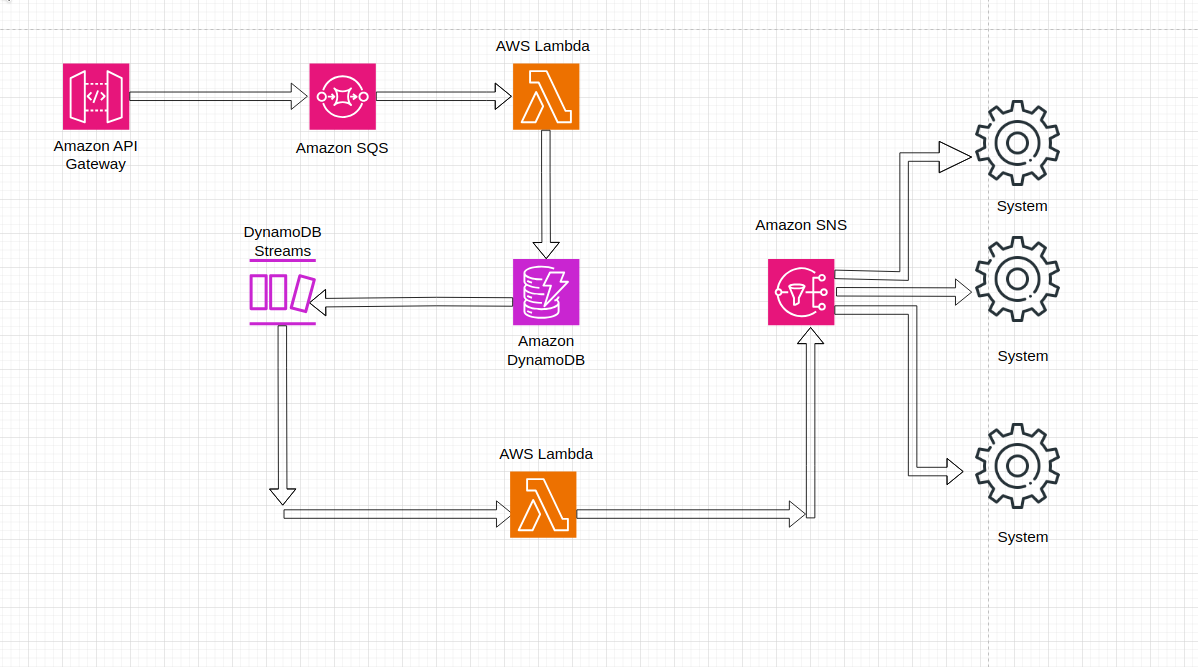 AWS Lambda
Amazon API
Gateway
Amazon SQS
DynamoDB
Streams
Amazon
DynamoDB
AWS Lambda
Amazon SNS
System
System
System